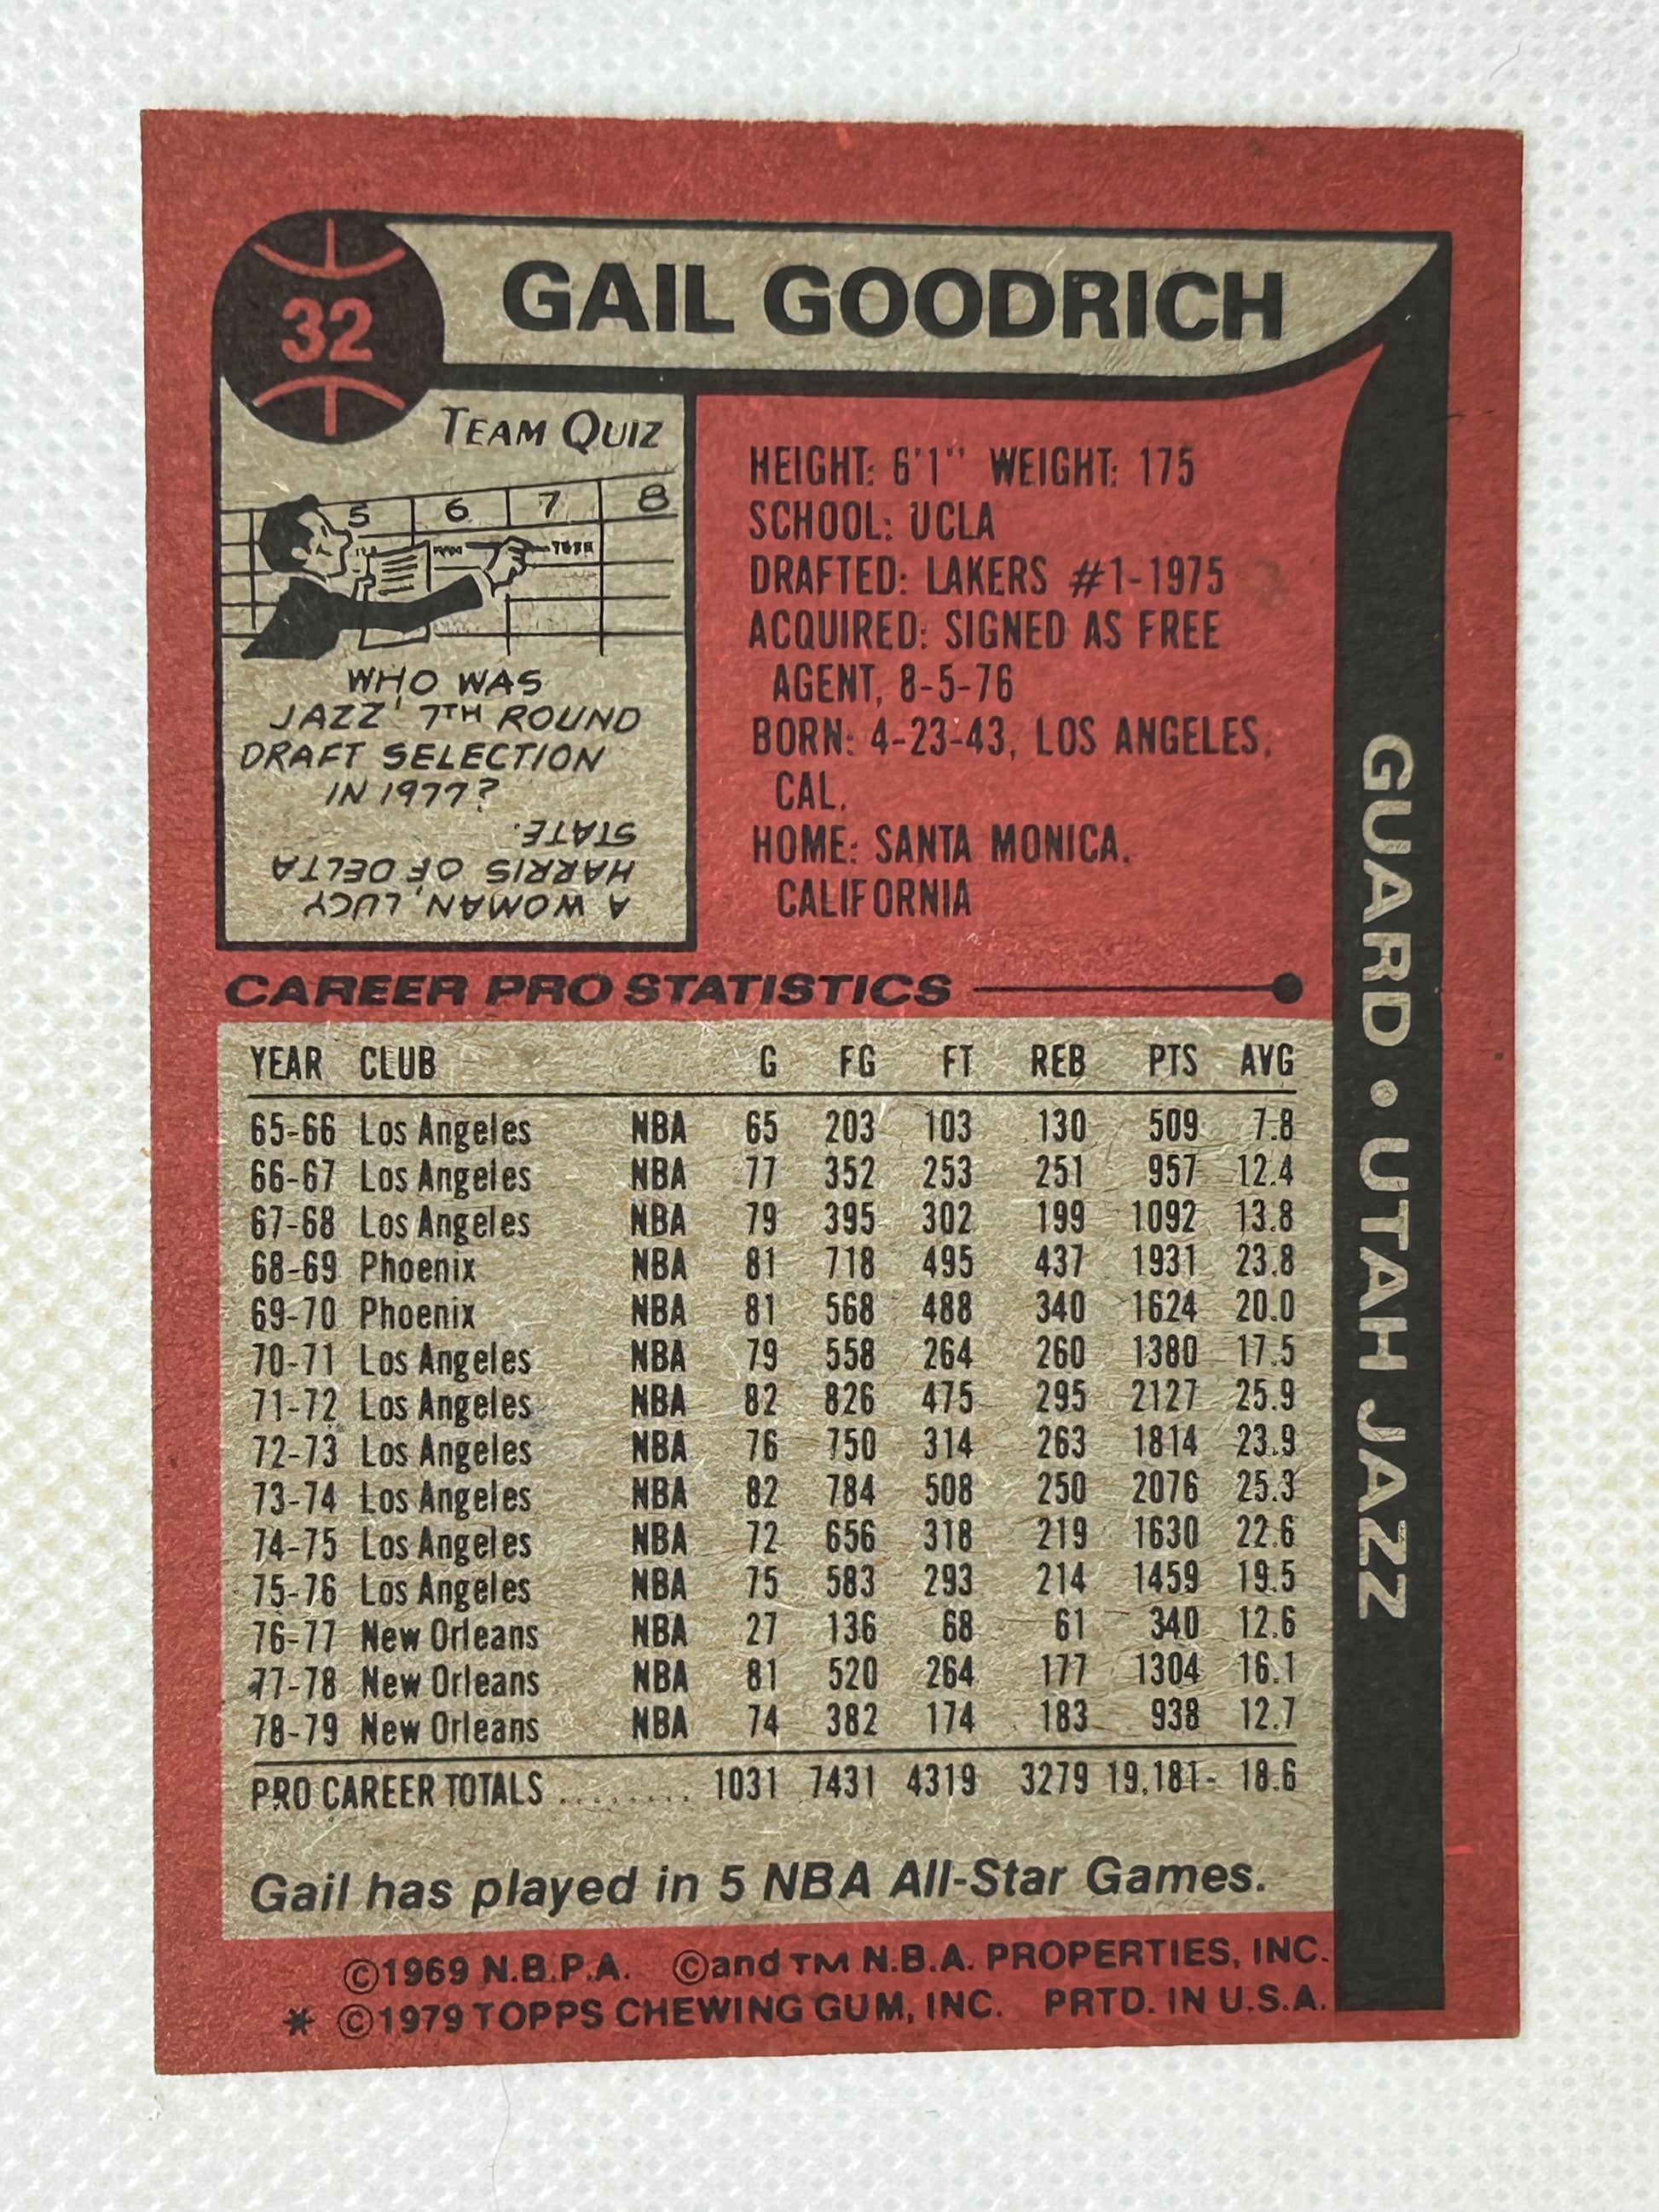 32
GAIL GOODRICH
TEAM QUIZ
5 6 7 8
WHO WAS
JAZZ' 7TH ROUND
DRAFT SELECTION
IN 1977?
A WOMAN, LUCY
HARRIS OF DELTA
STATE.
HEIGHT: 6'1" WEIGHT: 175
SCHOOL: UCLA
DRAFTED: LAKERS #1-1975
ACQUIRED: SIGNED AS FREE
AGENT, 8-5-76
BORN: 4-23-43, LOS ANGELES,
CAL.
HOME: SANTA MONICA,
CALIFORNIA
GUARD • UTAH JAZZ
CAREER PRO STATISTICS
YEAR CLUB G FG FT REB PTS AVG
65-66 Los Angeles NBA 65 203 103 130 509 7.8
66-67 Los Angeles NBA 77 352 253 251 957 12.4
67-68 Los Angeles NBA 79 395 302 199 1092 13.8
68-69 Phoenix NBA 81 718 495 437 1931 23.8
69-70 Phoenix NBA 81 568 488 340 1624 20.0
70-71 Los Angeles NBA 79 558 264 260 1380 17.5
71-72 Los Angeles NBA 82 826 475 295 2127 25.9
72-73 Los Angeles NBA 76 750 314 263 1814 23.9
73-74 Los Angeles NBA 82 784 508 250 2076 25.3
74-75 Los Angeles NBA 72 656 318 219 1630 22.6
75-76 Los Angeles NBA 75 583 293 214 1459 19.5
76-77 New Orleans NBA 27 136 68 61 340 12.6
77-78 New Orleans NBA 81 520 264 177 1304 16.1
78-79 New Orleans NBA 74 382 174 183 938 12.7
PRO CAREER TOTALS ........ 1031 7431 4319 3279 19,181- 18.6
Gail has played in 5 NBA All-Star Games.
©1969 N.B.P.A. ©and TM N.B.A. PROPERTIES, INC.
* ©1979 TOPPS CHEWING GUM, INC. PRTD. IN U.S.A.